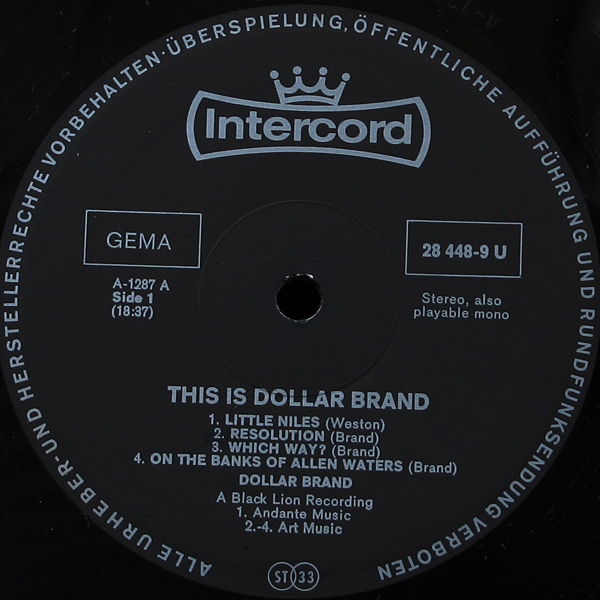 ALLE URHEBER- UND HERSTELLERRECHTE VORBEHALTEN·ÜBERSPIELUNG, ÖFFENTLICHE AUFFÜHRUNG UND RUNDFUNKSENDUNG VERBOTEN
Intercord
GEMA
28 448-9 U
A-1287 A
Side 1
(18:37)
Stereo, also
playable mono
THIS IS DOLLAR BRAND
1. LITTLE NILES (Weston)
2. RESOLUTION (Brand)
3. WHICH WAY? (Brand)
4. ON THE BANKS OF ALLEN WATERS (Brand)
DOLLAR BRAND
A Black Lion Recording
1. Andante Music
2.-4. Art Music
ST 33